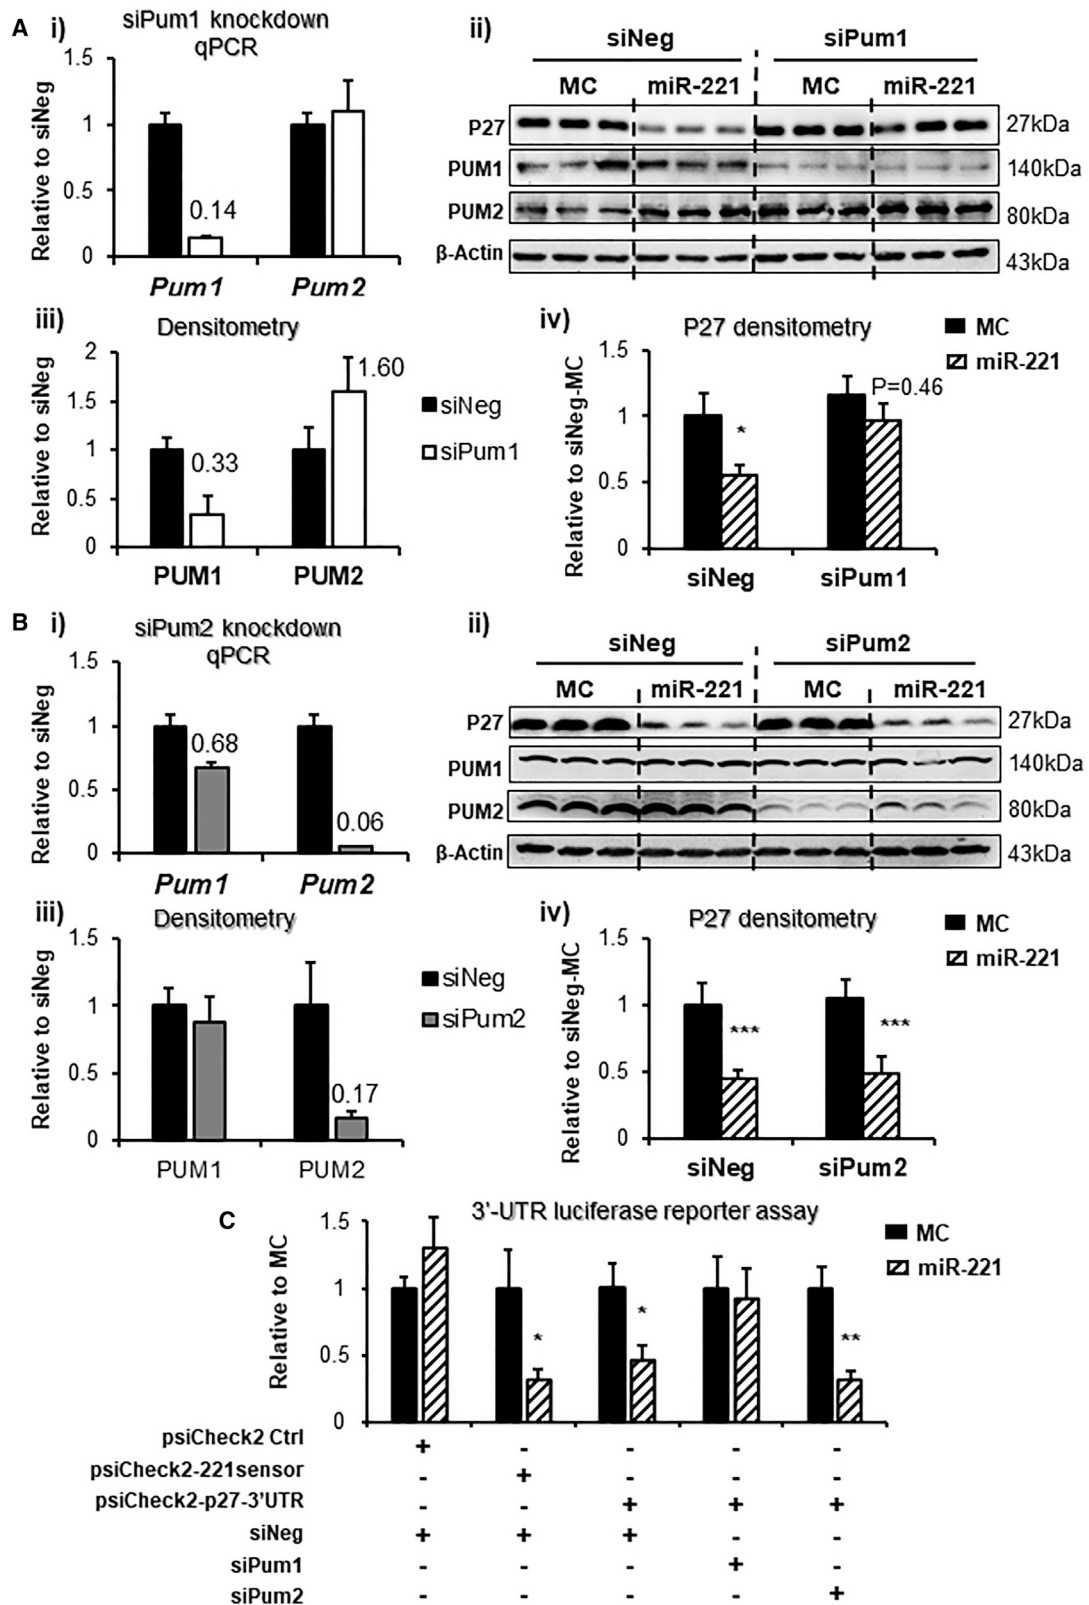 A i) siPum1 knockdown
qPCR
Relative to siNeg
1.5
1
0.5
0
0.14
Pum1 Pum2
ii)
siNeg siPum1
MC miR-221 MC miR-221
P27 27kDa
PUM1 140kDa
PUM2 80kDa
β-Actin 43kDa
iii) Densitometry
Relative to siNeg
2
1
0.5
0
0.33
1.60
PUM1 PUM2
siNeg
siPum1
iv) P27 densitometry
Relative to siNeg-MC
1.5
1
0.5
0
*
P=0.46
siNeg siPum1
MC
miR-221
B i) siPum2 knockdown
qPCR
Relative to siNeg
1.5
1
0.5
0
0.68
0.06
Pum1 Pum2
ii)
siNeg siPum2
MC miR-221 MC miR-221
P27 27kDa
PUM1 140kDa
PUM2 80kDa
β-Actin 43kDa
iii) Densitometry
Relative to siNeg
1.5
1
0.5
0
0.17
PUM1 PUM2
siNeg
siPum2
iv) P27 densitometry
Relative to siNeg-MC
1.5
1
0.5
0
*** ***
siNeg siPum2
MC
miR-221
C 3'-UTR luciferase reporter assay
Relative to MC
1.5
1
0.5
0
* * **
MC
miR-221
psiCheck2 Ctrl + - - - -
psiCheck2-221sensor - + - - -
psiCheck2-p27-3'UTR - - + + +
siNeg + + + - -
siPum1 - - - + -
siPum2 - - - - +